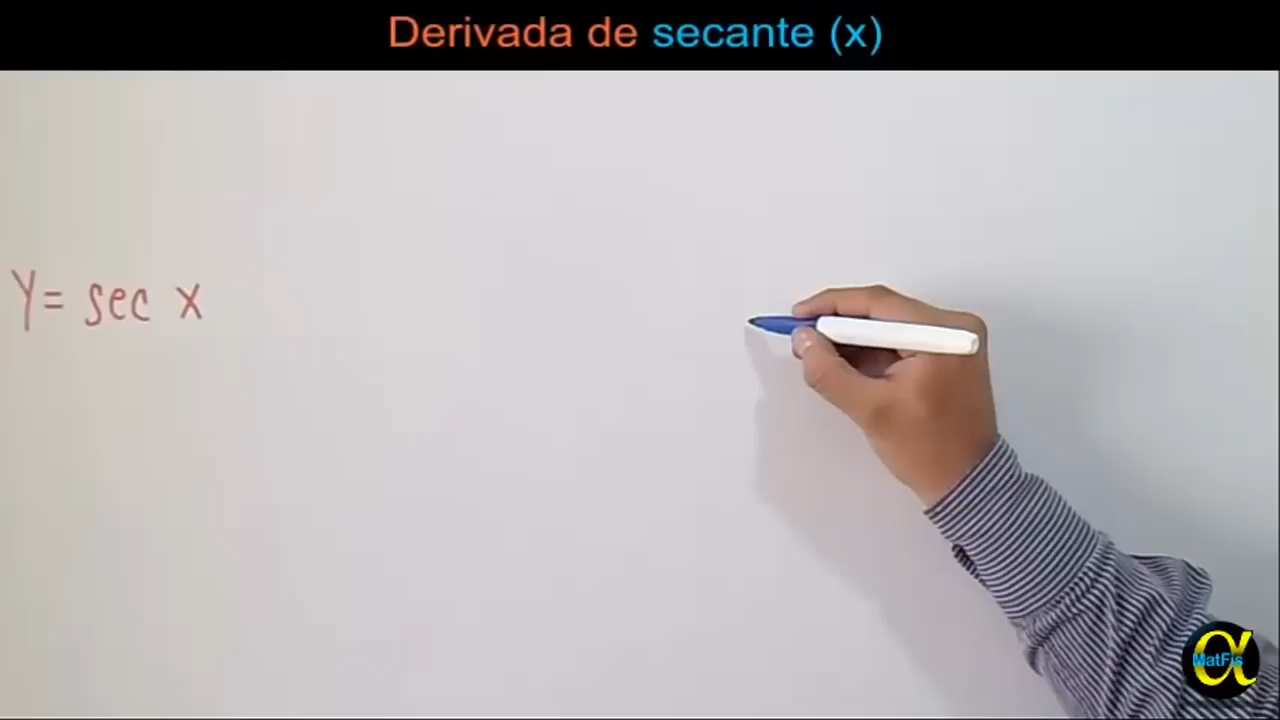 Derivada de secante (x)
Y= sec x
MatFis
α